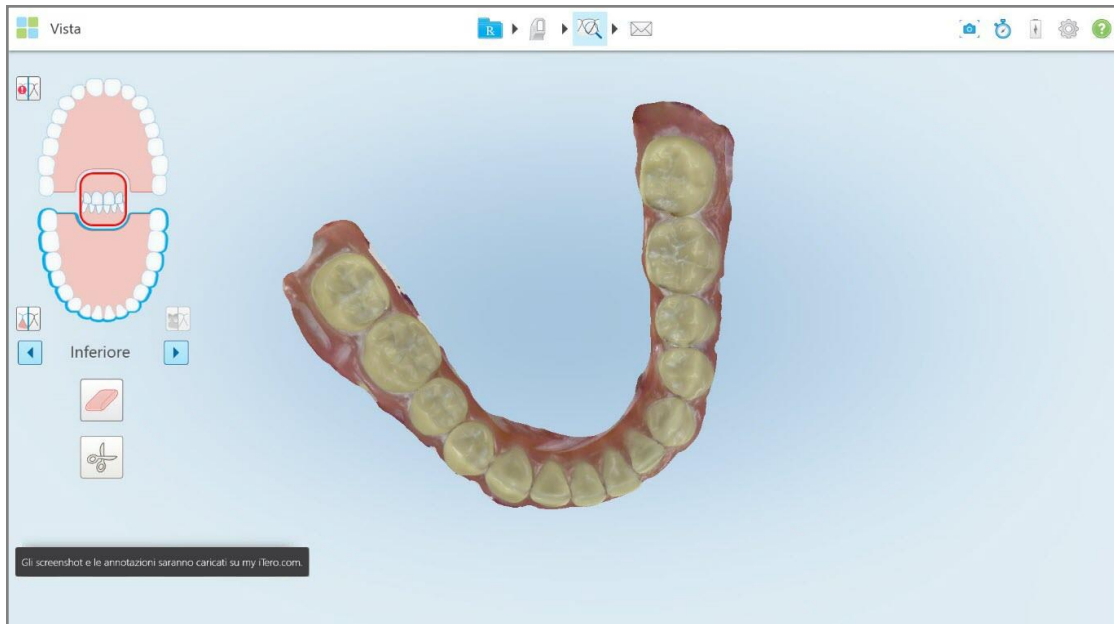 Vista
R
Inferiore
Gli screenshot e le annotazioni saranno caricati su my iTero.com.